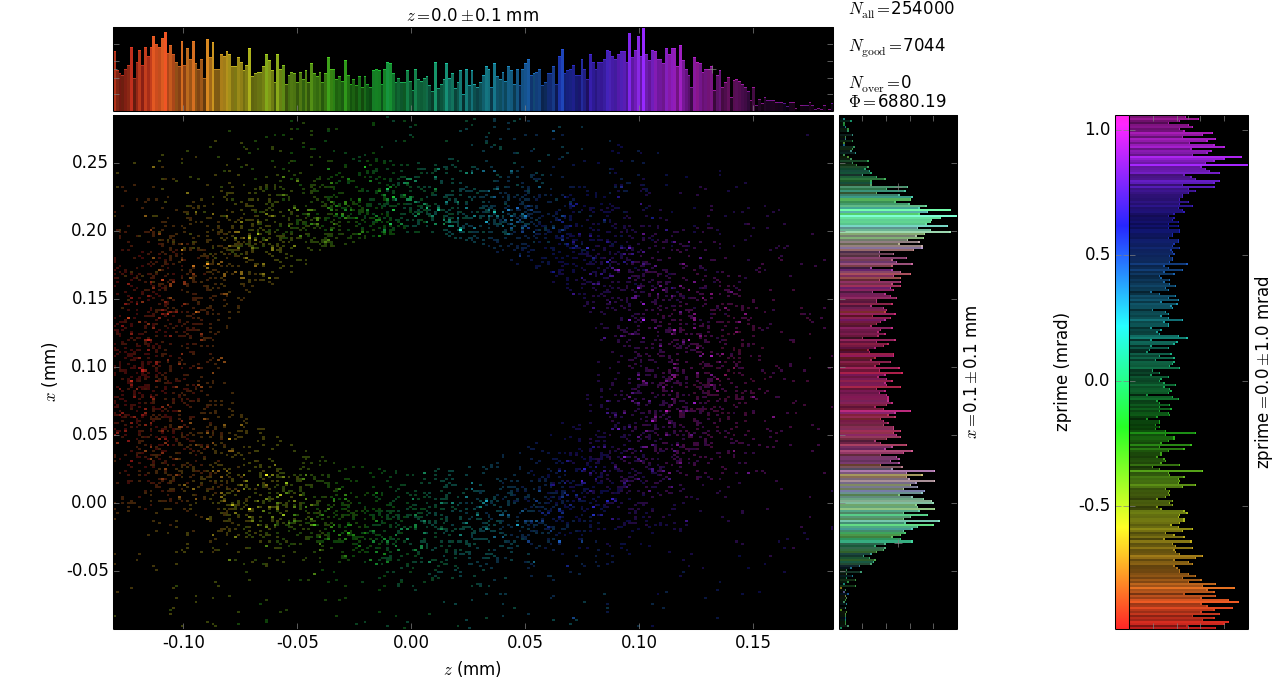 z=0.0±0.1 mm
N_all=254000
N_good=7044
N_over=0
Φ=6880.19
0.25
0.20
0.15
0.10
0.05
0.00
-0.05
x (mm)
-0.10
-0.05
0.00
0.05
0.10
0.15
z (mm)
x=0.1±0.1 mm
1.0
0.5
0.0
-0.5
zprime (mrad)
zprime=0.0±1.0 mrad